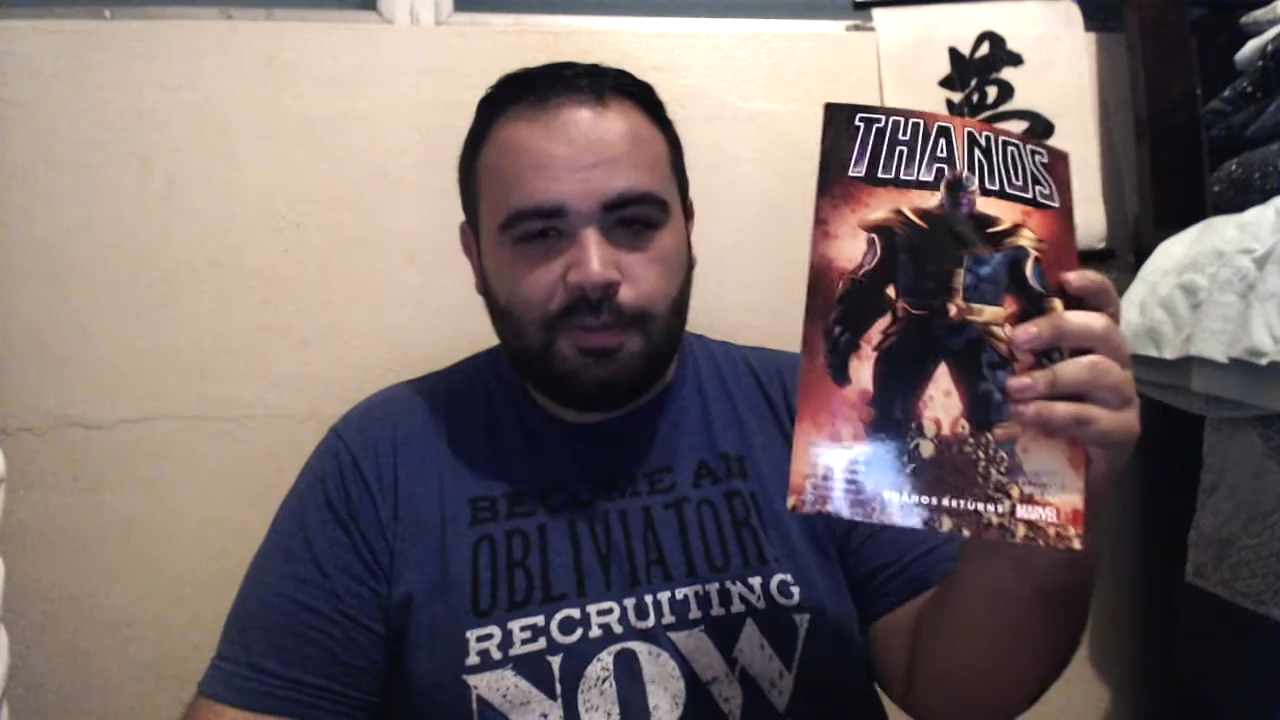 THANOS
THANOS RETURNS
MARVEL
BECOME AN
OBLIVIATOR!
RECRUITING
NOW